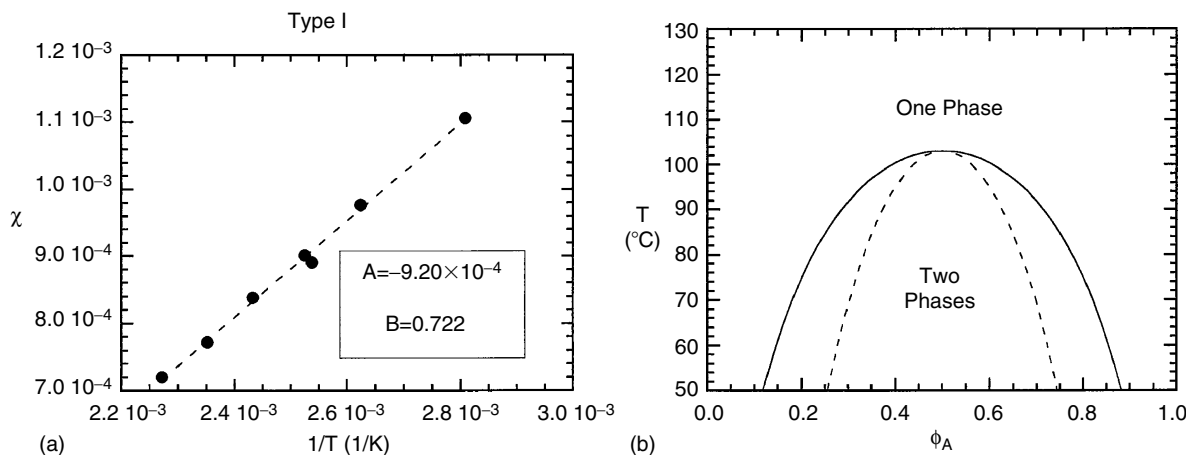 Type I
1.2 10⁻³
1.1 10⁻³
1.0 10⁻³
χ
9.0 10⁻⁴
8.0 10⁻⁴
7.0 10⁻⁴
A=−9.20×10⁻⁴
B=0.722
2.2 10⁻³ 2.4 10⁻³ 2.6 10⁻³ 2.8 10⁻³ 3.0 10⁻³
(a)
1/T (1/K)
130
120
110
100
T
(°C)
90
80
70
60
50
One Phase
Two
Phases
0.0 0.2 0.4 0.6 0.8 1.0
(b)
ϕA